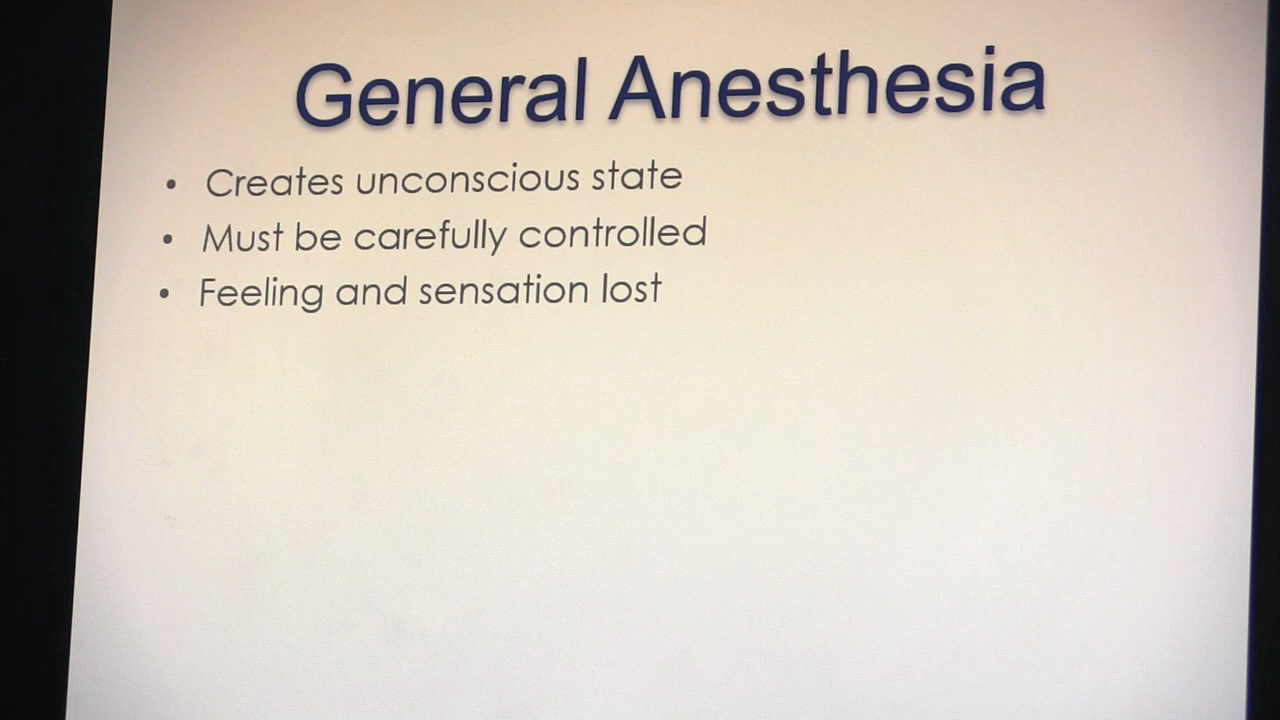 General Anesthesia
• Creates unconscious state
• Must be carefully controlled
• Feeling and sensation lost